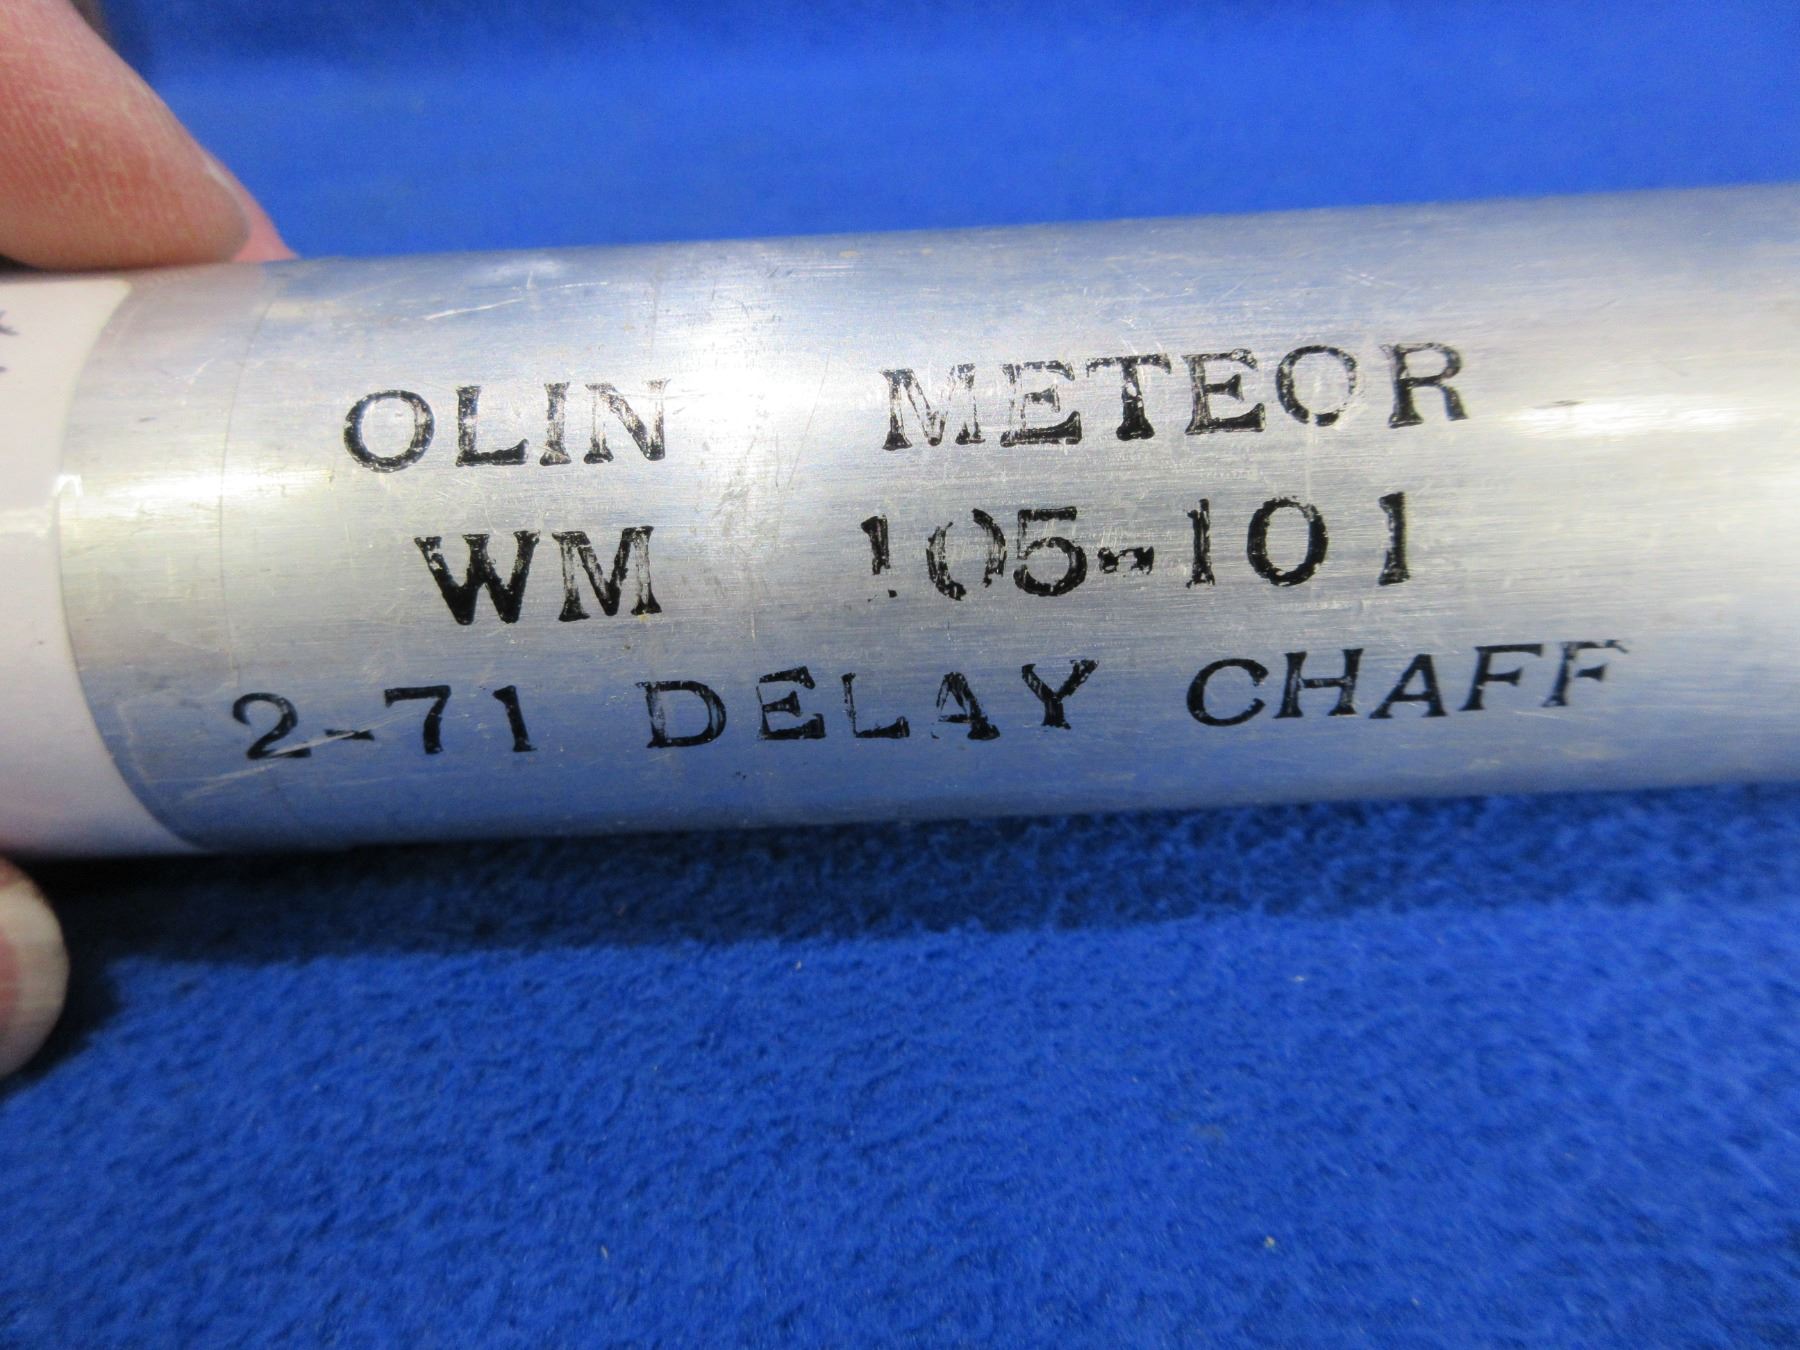 OLIN METEOR
WM 105-101
2-71 DELAY CHAFF